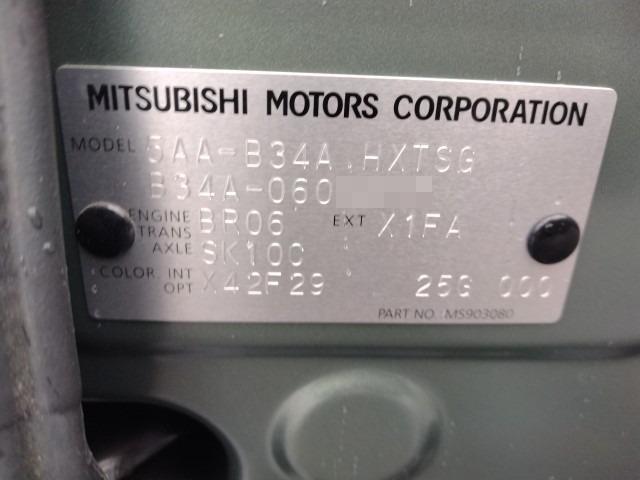 MITSUBISHI MOTORS CORPORATION
MODEL 5AA-B34A HXTSG
B34A-060
ENGINE BR06 EXT X1FA
TRANS
AXLE SK10C
COLOR. INT X42F29 25G 000
OPT
PART NO. MS903080